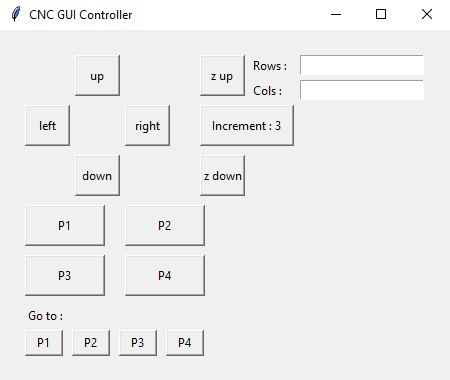 CNC GUI Controller
up z up Rows :
Cols :
left right Increment : 3
down z down
P1 P2
P3 P4
Go to :
P1 P2 P3 P4